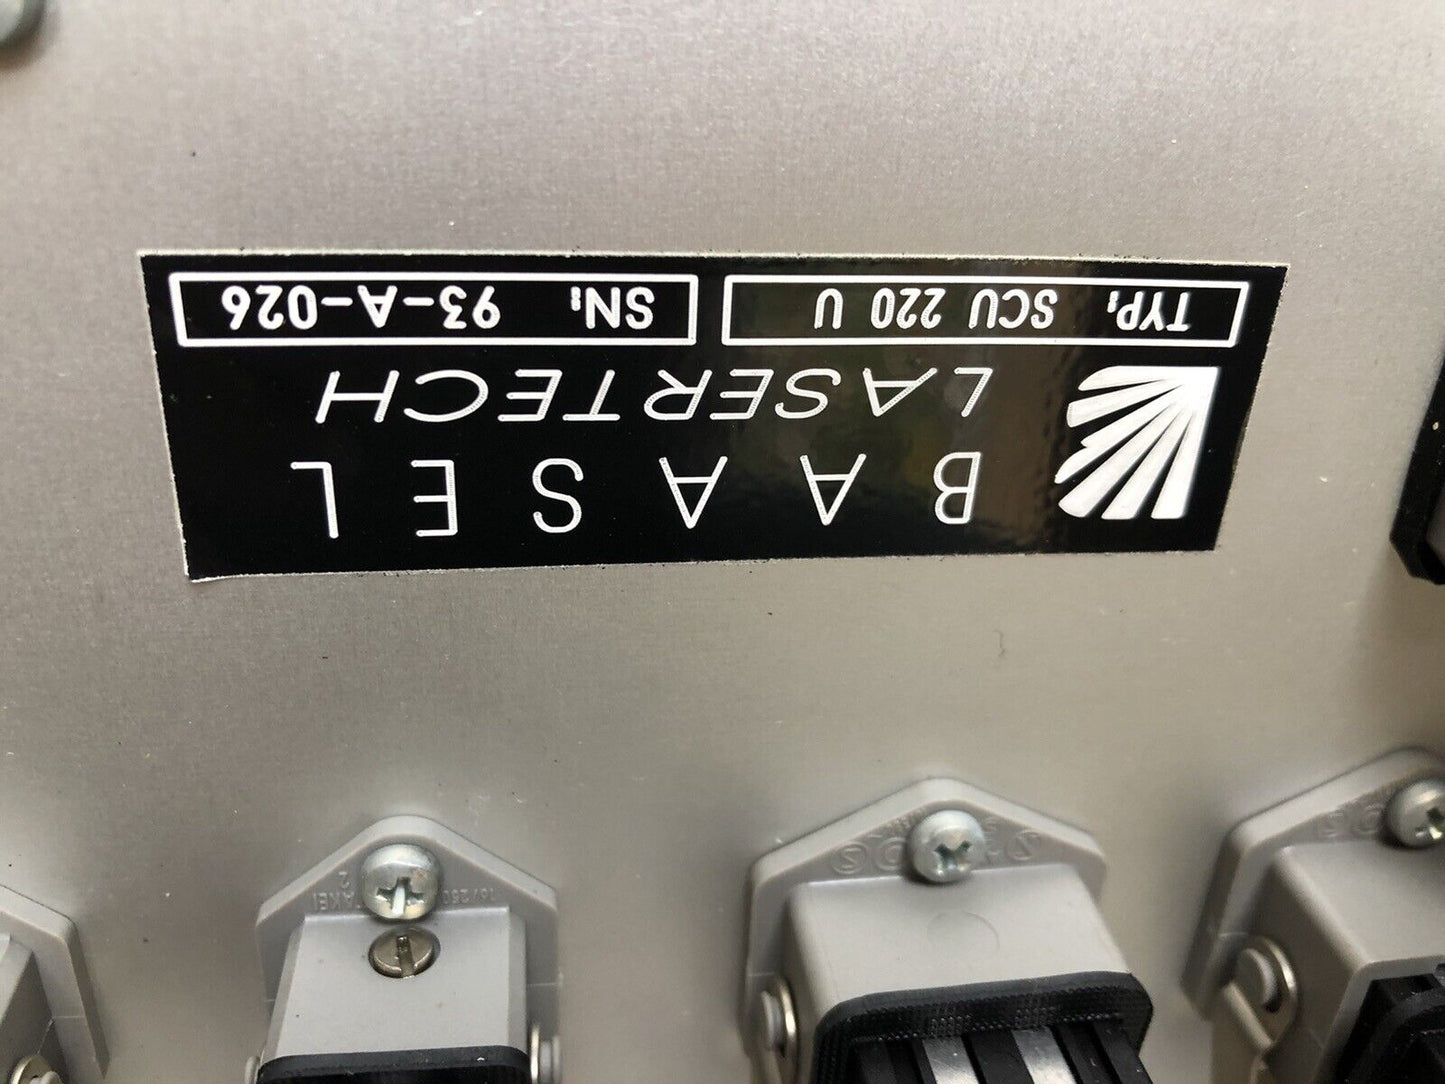 BAASEL
LASERTECH
TYP: SCU 220 U
SN: 93-A-026